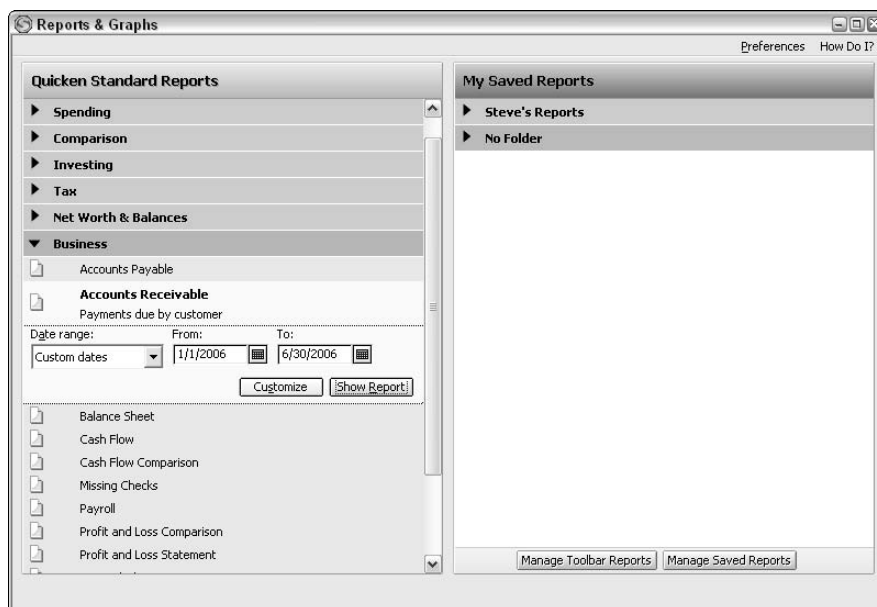 Reports & Graphs
Preferences How Do I?
Quicken Standard Reports
Spending
Comparison
Investing
Tax
Net Worth & Balances
Business
Accounts Payable
Accounts Receivable
Payments due by customer
Date range: From: To:
Custom dates 1/1/2006 6/30/2006
Customize Show Report
Balance Sheet
Cash Flow
Cash Flow Comparison
Missing Checks
Payroll
Profit and Loss Comparison
Profit and Loss Statement
My Saved Reports
Steve's Reports
No Folder
Manage Toolbar Reports Manage Saved Reports